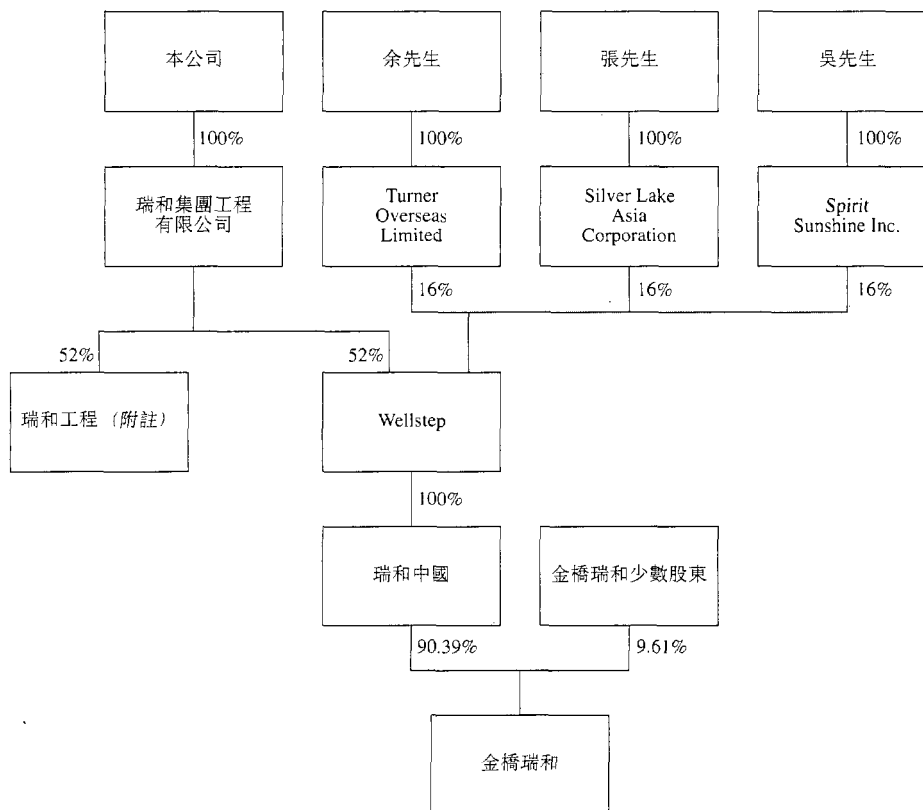 本公司
余先生
張先生
吳先生
100%
100%
100%
100%
瑞和集團工程
有限公司
Turner
Overseas
Limited
Silver Lake
Asia
Corporation
Spirit
Sunshine Inc.
16%
16%
16%
52%
52%
瑞和工程（附註）
Wellstep
100%
瑞和中國
金橋瑞和少數股東
90.39%
9.61%
金橋瑞和